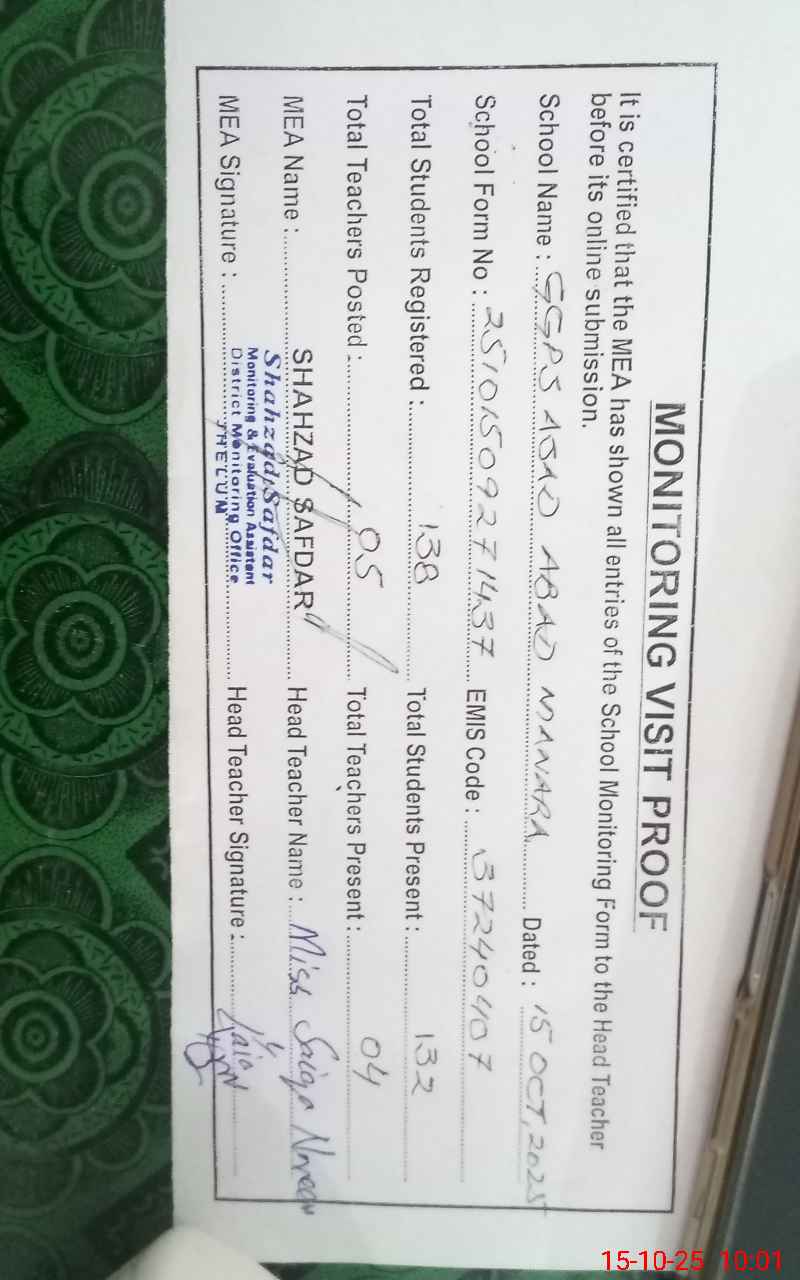 MONITORING VISIT PROOF
It is certified that the MEA has shown all entries of the School Monitoring Form to the Head Teacher
before its online submission.
School Name : GGPS ASAD ABAD MANARA Dated : 15 OCT, 2025
School Form No : 2510150927 1437 EMIS Code : 37240407
Total Students Registered : 138 Total Students Present : 132
Total Teachers Posted : 05 Total Teachers Present : 04
MEA Name : SHAHZAD SAFDAR Head Teacher Name : Miss Saiqa Noreen
MEA Signature : Head Teacher Signature :
Shahzad Safdar
Monitoring & Evaluation Assistant
District Monitoring Office
JHELUM
15-10-25 10:01